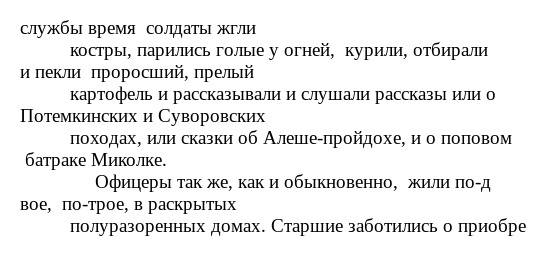 службы время  солдаты жгли
костры, парились голые у огней,  курили, отбирали
и пекли  проросший, прелый
картофель и рассказывали и слушали рассказы или о
Потемкинских и Суворовских
походах, или сказки об Алеше-пройдохе, и о поповом
батраке Миколке.
Офицеры так же, как и обыкновенно,  жили по-д
вое,  по-трое, в раскрытых
полуразоренных домах. Старшие заботились о приобре